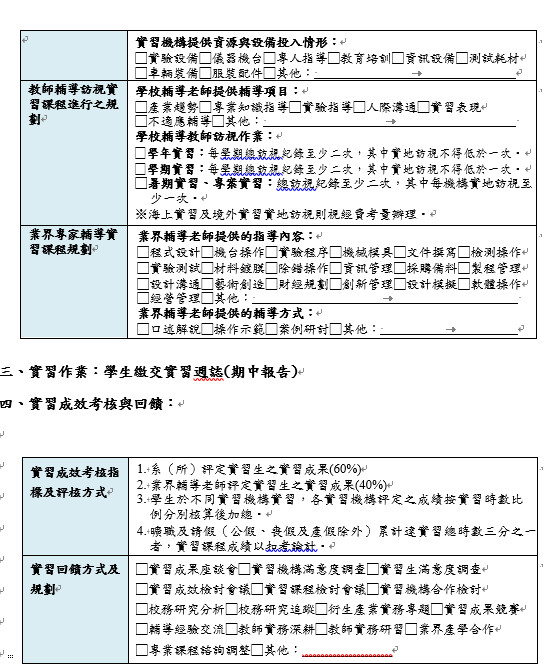 實習機構提供資源與設備投入情形：
□實驗設備□儀器機台□專人指導□教育培訓□資訊設備□測試耗材
□車輛裝備□服裝配件□其他：
教師輔導訪視實習課程進行之規劃
學校輔導老師提供輔導項目：
□產業趨勢□專業知識指導□實驗指導□人際溝通□實習表現
□不適應輔導□其他：
學校輔導教師訪視作業：
□學年實習：每學期總訪視紀錄至少二次，其中實地訪視不得低於一次。
□學期實習：每學期總訪視紀錄至少二次，其中實地訪視不得低於一次。
□暑期實習、專案實習：總訪視紀錄至少二次，其中每機構實地訪視至
少一次。
※海上實習及境外實習實地訪視則視經費考量辦理。
業界專家輔導實習課程規劃
業界輔導老師提供的指導內容：
□程式設計□機台操作□實驗程序□機械模具□文件撰寫□檢測操作
□實驗測試□材料鍍膜□除錯操作□資訊管理□採購備料□製程管理
□設計溝通□藝術創造□財經規劃□創新管理□設計模擬□軟體操作
□經營管理□其他：
業界輔導老師提供的輔導方式：
□口述解說□操作示範□案例研討□其他：
三、實習作業：學生繳交實習週誌(期中報告)
四、實習成效考核與回饋：
實習成效考核指標及評核方式
1.系（所）評定實習生之實習成果(60%)
2.業界輔導老師評定實習生之實習成果(40%)
3.學生於不同實習機構實習，各實習機構評定之成績按實習時數比
例分別核算後加總。
4.曠職及請假（公假、喪假及產假除外）累計達實習總時數三分之一
者，實習課程成績以扣考論計。
實習回饋方式及規劃
□實習成果座談會□實習機構滿意度調查□實習生滿意度調查
□實習成效檢討會議□實習課程檢討會議□實習機構合作檢討
□校務研究分析□校務研究追蹤□衍生產業實務專題□實習成果競賽
□輔導經驗交流□教師實務深耕□教師實務研習□業界產學合作
□專業課程諮詢調整□其他：